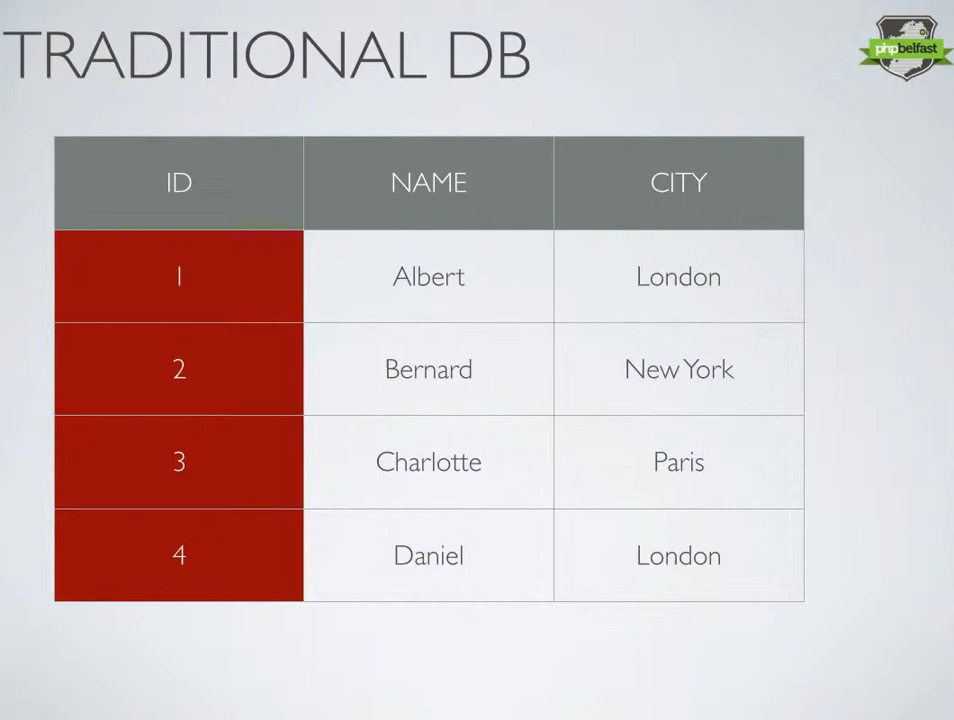 TRADITIONAL DB
phpbelfast
ID NAME CITY
1 Albert London
2 Bernard New York
3 Charlotte Paris
4 Daniel London